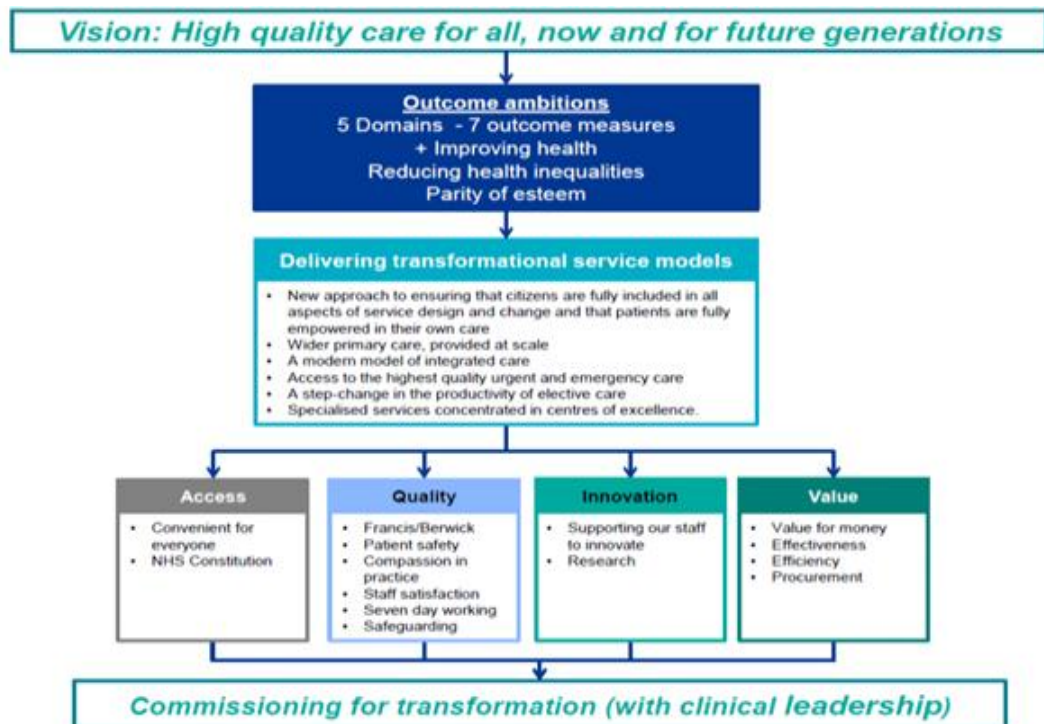 Vision: High quality care for all, now and for future generations
Outcome ambitions
5 Domains - 7 outcome measures
+ Improving health
Reducing health inequalities
Parity of esteem
Delivering transformational service models
• New approach to ensuring that citizens are fully included in all
aspects of service design and change and that patients are fully
empowered in their own care
• Wider primary care, provided at scale
• A modern model of integrated care
• Access to the highest quality urgent and emergency care
• A step-change in the productivity of elective care
• Specialised services concentrated in centres of excellence.
Access
• Convenient for
everyone
• NHS Constitution
Quality
• Francis/Berwick
• Patient safety
• Compassion in
practice
• Staff satisfaction
• Seven day working
• Safeguarding
Innovation
• Supporting our staff
to innovate
• Research
Value
• Value for money
• Effectiveness
• Efficiency
• Procurement
Commissioning for transformation (with clinical leadership)